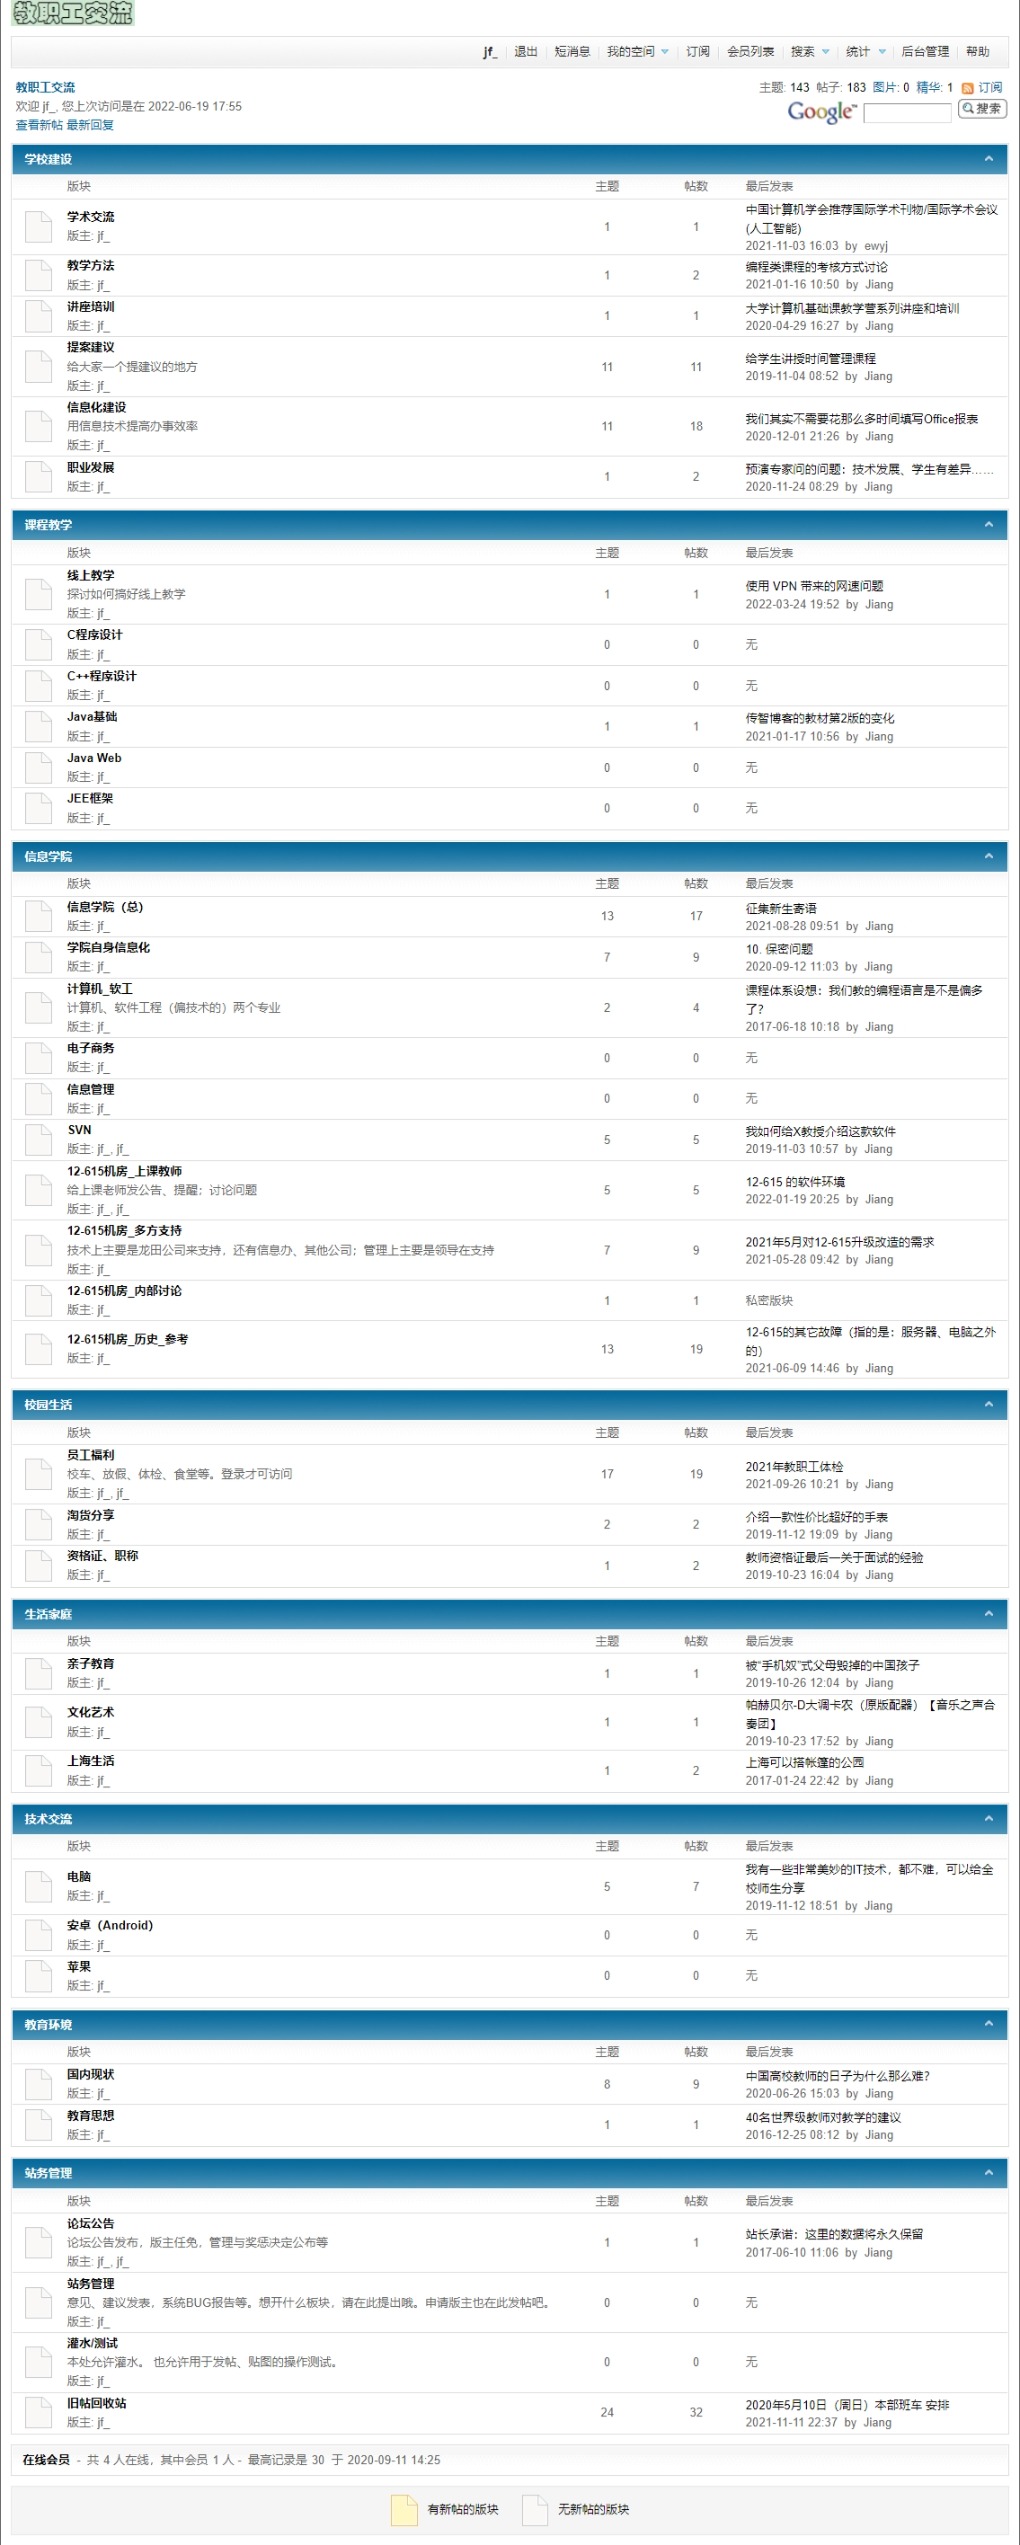 教职工交流
jf_ 退出 短消息 我的空间 订阅 会员列表 搜索 统计 后台管理 帮助
教职工交流 主题: 143 帖子: 183 图片: 0 精华: 1 订阅
欢迎 jf_, 您上次访问是在 2022-06-19 17:55
Google™ 搜索
查看新帖 最新回复
学校建设
版块 主题 帖数 最后发表
学术交流
版主: jf_
1 1
中国计算机学会推荐国际学术刊物/国际学术会议
(人工智能)
2021-11-03 16:03 by ewyj
教学方法
版主: jf_
1 2
编程类课程的考核方式讨论
2021-01-16 10:50 by Jiang
讲座培训
版主: jf_
1 1
大学计算机基础课教学营系列讲座和培训
2020-04-29 16:27 by Jiang
提案建议
给大家一个提建议的地方
版主: jf_
11 11
给学生讲授时间管理课程
2019-11-04 08:52 by Jiang
信息化建设
用信息技术提高办事效率
版主: jf_
11 18
我们其实不需要花那么多时间填写Office报表
2020-12-01 21:26 by Jiang
职业发展
版主: jf_
1 2
预演专家问的问题：技术发展、学生有差异……
2020-11-24 08:29 by Jiang
课程教学
版块 主题 帖数 最后发表
线上教学
探讨如何搞好线上教学
版主: jf_
1 1
使用 VPN 带来的网速问题
2022-03-24 19:52 by Jiang
C程序设计
版主: jf_
0 0 无
C++程序设计
版主: jf_
0 0 无
Java基础
版主: jf_
1 1
传智博客的教材第2版的变化
2021-01-17 10:56 by Jiang
Java Web
版主: jf_
0 0 无
JEE框架
版主: jf_
0 0 无
信息学院
版块 主题 帖数 最后发表
信息学院（总）
版主: jf_
13 17
征集新生寄语
2021-08-28 09:51 by Jiang
学院自身信息化
版主: jf_
7 9
10. 保密问题
2020-09-12 11:03 by Jiang
计算机_软工
计算机、软件工程（偏技术的）两个专业
版主: jf_
2 4
课程体系设想：我们教的编程语言是不是偏多
了?
2017-06-18 10:18 by Jiang
电子商务
版主: jf_
0 0 无
信息管理
版主: jf_
0 0 无
SVN
版主: jf_, jf_
5 5
我如何给X教授介绍这款软件
2019-11-03 10:57 by Jiang
12-615机房_上课教师
给上课老师发公告、提醒；讨论问题
版主: jf_, jf_
5 5
12-615 的软件环境
2022-01-19 20:25 by Jiang
12-615机房_多方支持
技术上主要是龙田公司来支持，还有信息办、其他公司；管理上主要是领导在支持
版主: jf_
7 9
2021年5月对12-615升级改造的需求
2021-05-28 09:42 by Jiang
12-615机房_内部讨论
版主: jf_
1 1 私密版块
12-615机房_历史_参考
版主: jf_
13 19
12-615的其它故障（指的是：服务器、电脑之外
的）
2021-06-09 14:46 by Jiang
校园生活
版块 主题 帖数 最后发表
员工福利
校车、放假、体检、食堂等。登录才可访问
版主: jf_, jf_
17 19
2021年教职工体检
2021-09-26 10:21 by Jiang
淘货分享
版主: jf_
2 2
介绍一款性价比超好的手表
2019-11-12 19:09 by Jiang
资格证、职称
版主: jf_
1 2
教师资格证最后一关于面试的经验
2019-10-23 16:04 by Jiang
生活家庭
版块 主题 帖数 最后发表
亲子教育
版主: jf_
1 1
被“手机奴”式父母毁掉的中国孩子
2019-10-26 12:04 by Jiang
文化艺术
版主: jf_
1 1
帕赫贝尔-D大调卡农（原版配器）【音乐之声合
奏团】
2019-10-23 17:52 by Jiang
上海生活
版主: jf_
1 2
上海可以搭帐篷的公园
2017-01-24 22:42 by Jiang
技术交流
版块 主题 帖数 最后发表
电脑
版主: jf_
5 7
我有一些非常美妙的IT技术，都不难，可以给全
校师生分享
2019-11-12 18:51 by Jiang
安卓（Android）
版主: jf_
0 0 无
苹果
版主: jf_
0 0 无
教育环境
版块 主题 帖数 最后发表
国内现状
版主: jf_
8 9
中国高校教师的日子为什么那么难?
2020-06-26 15:03 by Jiang
教育思想
版主: jf_
1 1
40名世界级教师对教学的建议
2016-12-25 08:12 by Jiang
站务管理
版块 主题 帖数 最后发表
论坛公告
论坛公告发布，版主任免，管理与奖惩决定公布等
版主: jf_, jf_
1 1
站长承诺：这里的数据将永久保留
2017-06-10 11:06 by Jiang
站务管理
意见、建议发表，系统BUG报告等。想开什么板块，请在此提出哦。申请版主也在此发帖吧。
版主: jf_
0 0 无
灌水/测试
本处允许灌水。 也允许用于发帖、贴图的操作测试。
版主: jf_
0 0 无
旧帖回收站
版主: jf_
24 32
2020年5月10日（周日）本部班车 安排
2021-11-11 22:37 by Jiang
在线会员 - 共 4 人在线，其中会员 1 人 - 最高记录是 30 于 2020-09-11 14:25
有新帖的版块 无新帖的版块